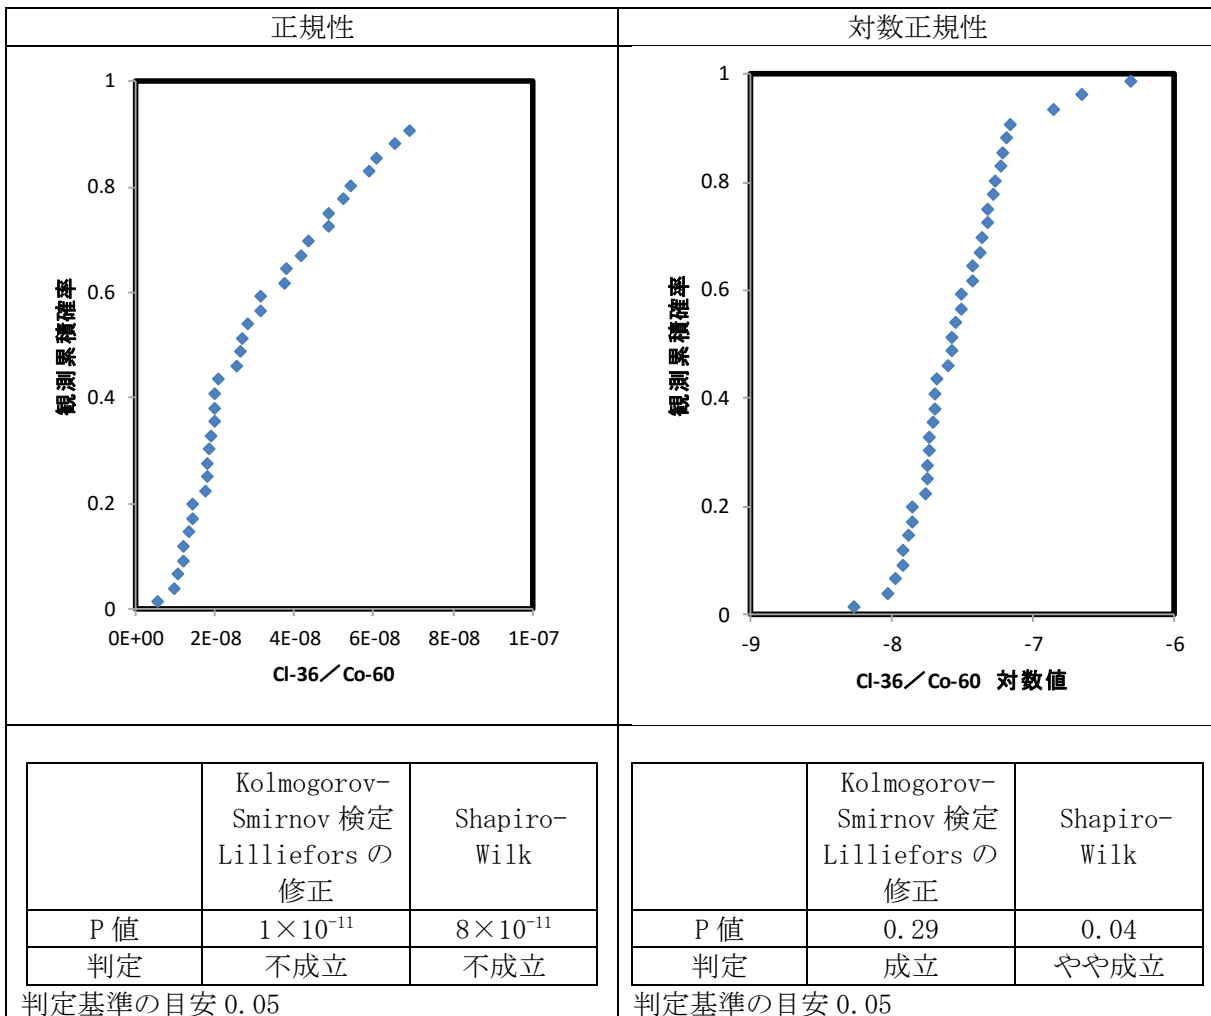 正規性
対数正規性
1
0.8
0.6
0.4
0.2
0
観測累積確率
0E+00 2E-08 4E-08 6E-08 8E-08 1E-07
Cl-36／Co-60
1
0.8
0.6
0.4
0.2
0
観測累積確率
-9 -8 -7 -6
Cl-36／Co-60 対数値
Kolmogorov-
Smirnov 検定
Lilliefors の
修正
Shapiro-
Wilk
P 値 1×10⁻¹¹ 8×10⁻¹¹
判定 不成立 不成立
判定基準の目安 0.05
Kolmogorov-
Smirnov 検定
Lilliefors の
修正
Shapiro-
Wilk
P 値 0.29 0.04
判定 成立 やや成立
判定基準の目安 0.05